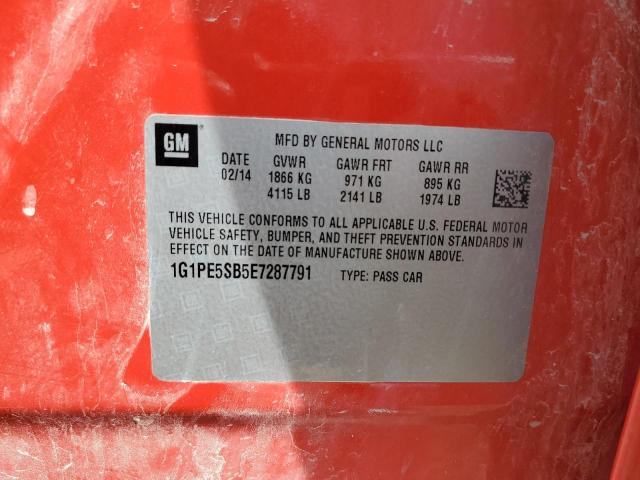 GM
MFD BY GENERAL MOTORS LLC
DATE GVWR GAWR FRT GAWR RR
02/14 1866 KG 971 KG 895 KG
4115 LB 2141 LB 1974 LB
THIS VEHICLE CONFORMS TO ALL APPLICABLE U.S. FEDERAL MOTOR
VEHICLE SAFETY, BUMPER, AND THEFT PREVENTION STANDARDS IN
EFFECT ON THE DATE OF MANUFACTURE SHOWN ABOVE.
1G1PE5SB5E7287791 TYPE: PASS CAR